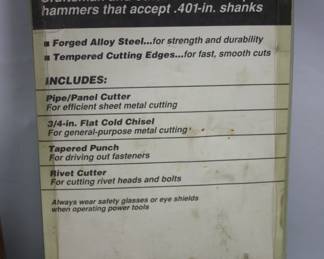 hammers that accept .401-in. shanks
■ Forged Alloy Steel...for strength and durability
■ Tempered Cutting Edges...for fast, smooth cuts
INCLUDES:
Pipe/Panel Cutter
For efficient sheet metal cutting
3/4-in. Flat Cold Chisel
For general-purpose metal cutting
Tapered Punch
For driving out fasteners
Rivet Cutter
For cutting rivet heads and bolts
Always wear safety glasses or eye shields
when operating power tools